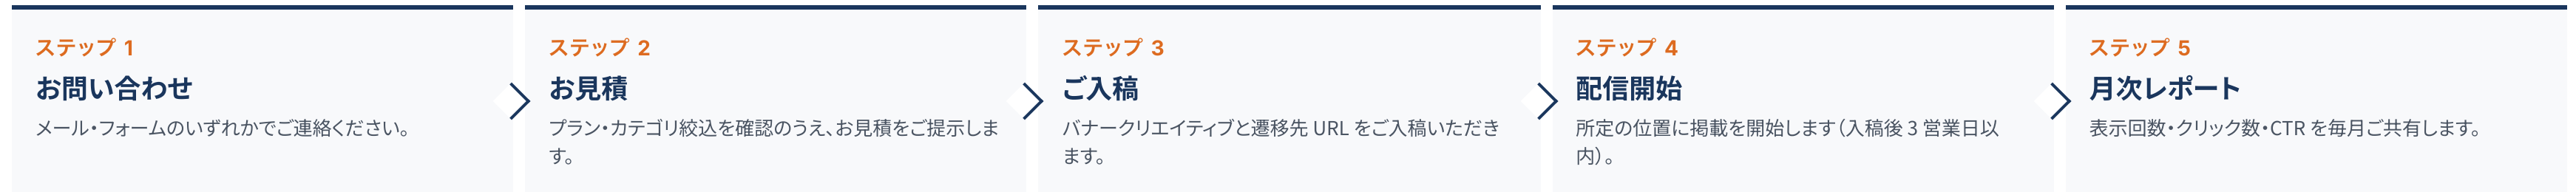 ステップ 1
お問い合わせ
メール・フォームのいずれかでご連絡ください。
ステップ 2
お見積
プラン・カテゴリ絞込を確認のうえ、お見積をご提示しま
す。
ステップ 3
ご入稿
バナークリエイティブと遷移先 URL をご入稿いただき
ます。
ステップ 4
配信開始
所定の位置に掲載を開始します（入稿後 3 営業日以
内）。
ステップ 5
月次レポート
表示回数・クリック数・CTR を毎月ご共有します。